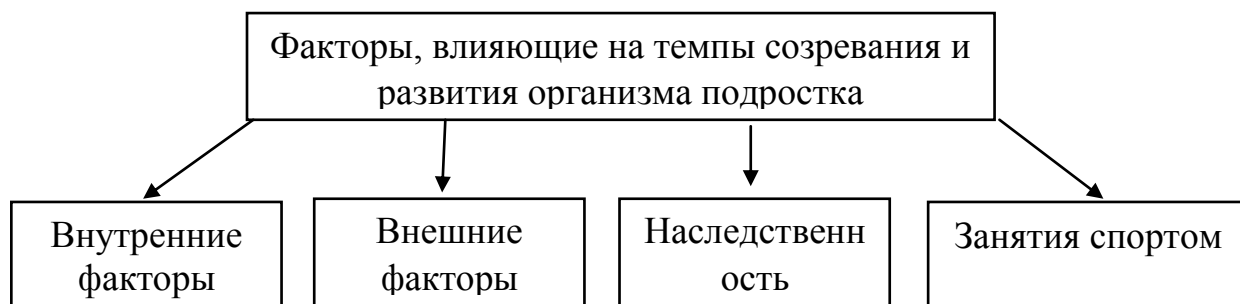 Факторы, влияющие на темпы созревания и
развития организма подростка
Внутренние
факторы
Внешние
факторы
Наследственн
ость
Занятия спортом